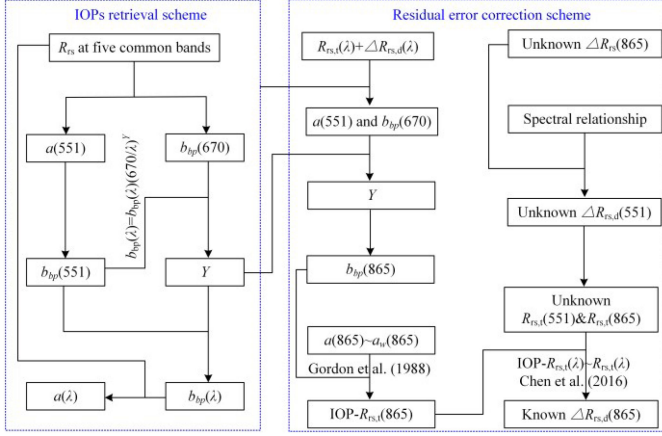 IOPs retrieval scheme
Rrs at five common bands
a(551)
bbp(670)
bbp(λ)=bbp(λ)(670/λ)^Y
bbp(551)
Y
a(λ)
bbp(λ)
Residual error correction scheme
Rrs,t(λ)+△Rrs,d(λ)
a(551) and bbp(670)
Y
bbp(865)
a(865)~aw(865)
Gordon et al. (1988)
IOP-Rrs,t(865)
Unknown △Rrs(865)
Spectral relationship
Unknown △Rrs,d(551)
Unknown
Rrs,t(551)&Rrs,t(865)
IOP-Rrs,t(λ)~Rrs,t(λ)
Chen et al. (2016)
Known △Rrs,d(865)